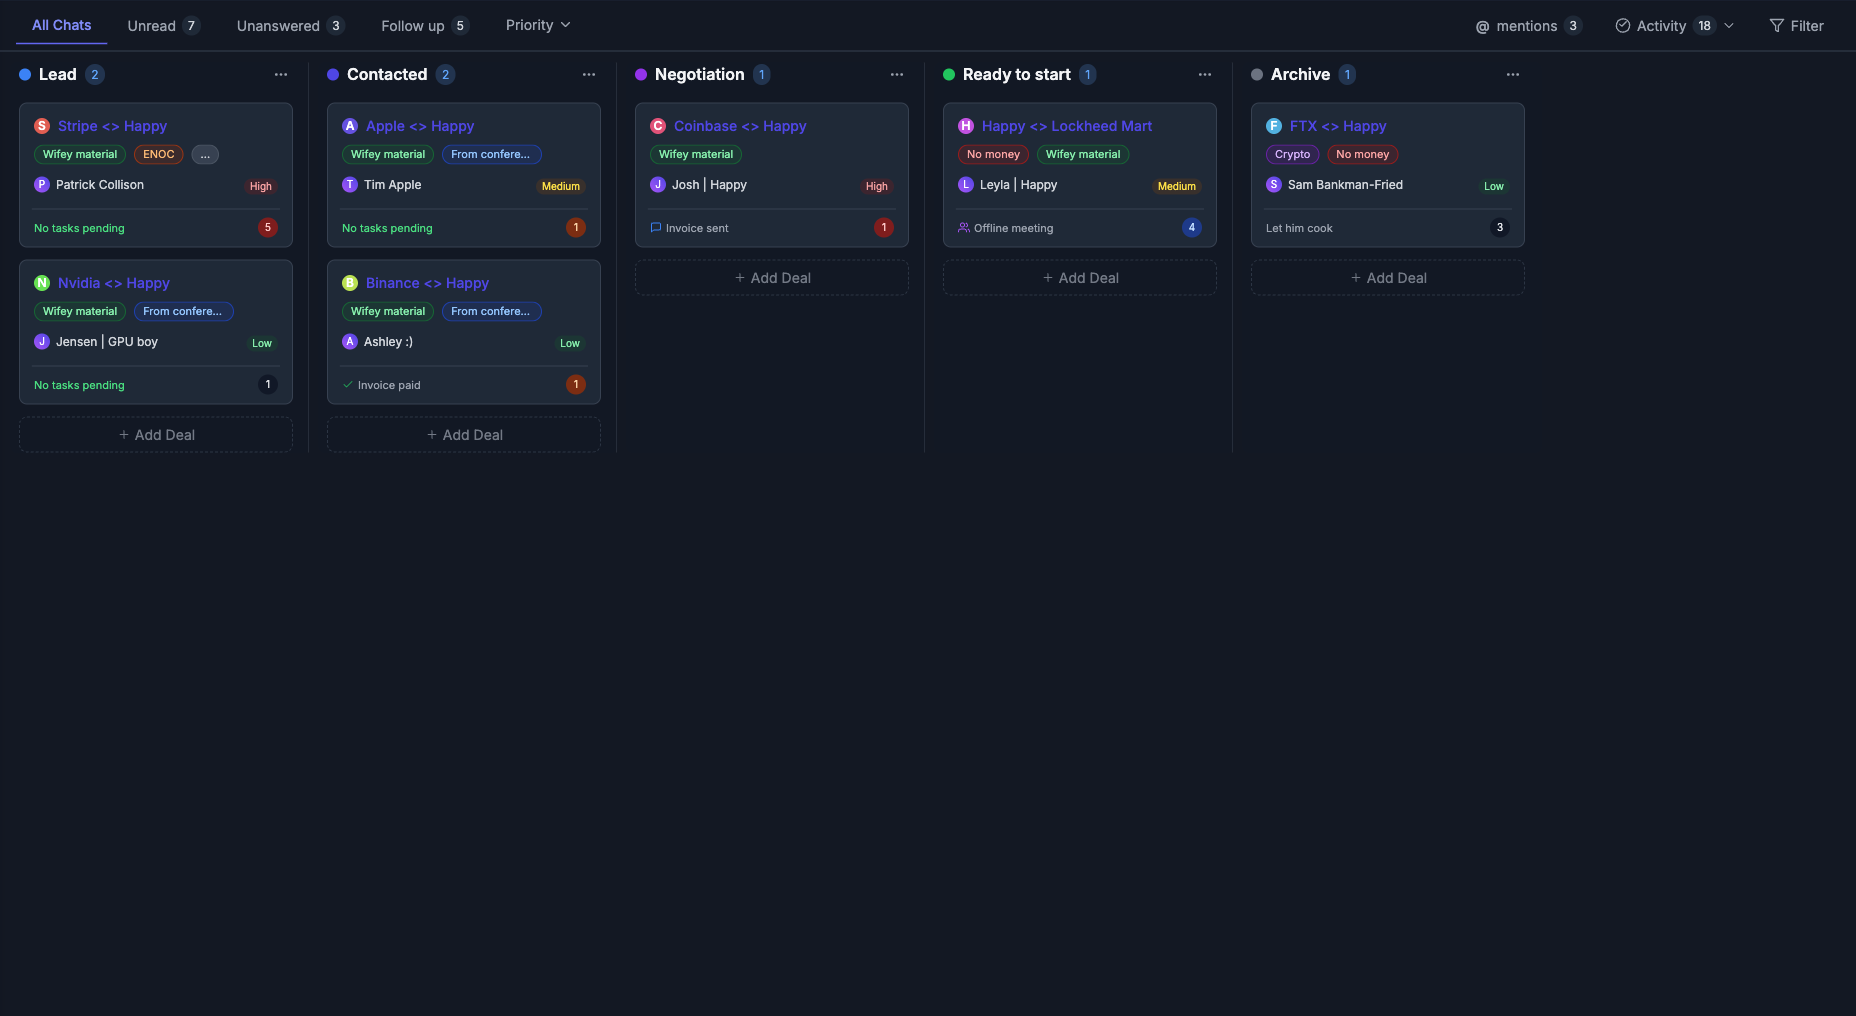 All Chats Unread 7 Unanswered 3 Follow up 5 Priority @ mentions 3 Activity 18 Filter
Lead 2 ...
S Stripe <> Happy
Wifey material ENOC ...
P Patrick Collison High
No tasks pending 5
N Nvidia <> Happy
Wifey material From confere...
J Jensen | GPU boy Low
No tasks pending 1
+ Add Deal
Contacted 2 ...
A Apple <> Happy
Wifey material From confere...
T Tim Apple Medium
No tasks pending 1
B Binance <> Happy
Wifey material From confere...
A Ashley :) Low
Invoice paid 1
+ Add Deal
Negotiation 1 ...
C Coinbase <> Happy
Wifey material
J Josh | Happy High
Invoice sent 1
+ Add Deal
Ready to start 1 ...
H Happy <> Lockheed Mart
No money Wifey material
L Leyla | Happy Medium
Offline meeting 4
+ Add Deal
Archive 1 ...
F FTX <> Happy
Crypto No money
S Sam Bankman-Fried Low
Let him cook 3
+ Add Deal